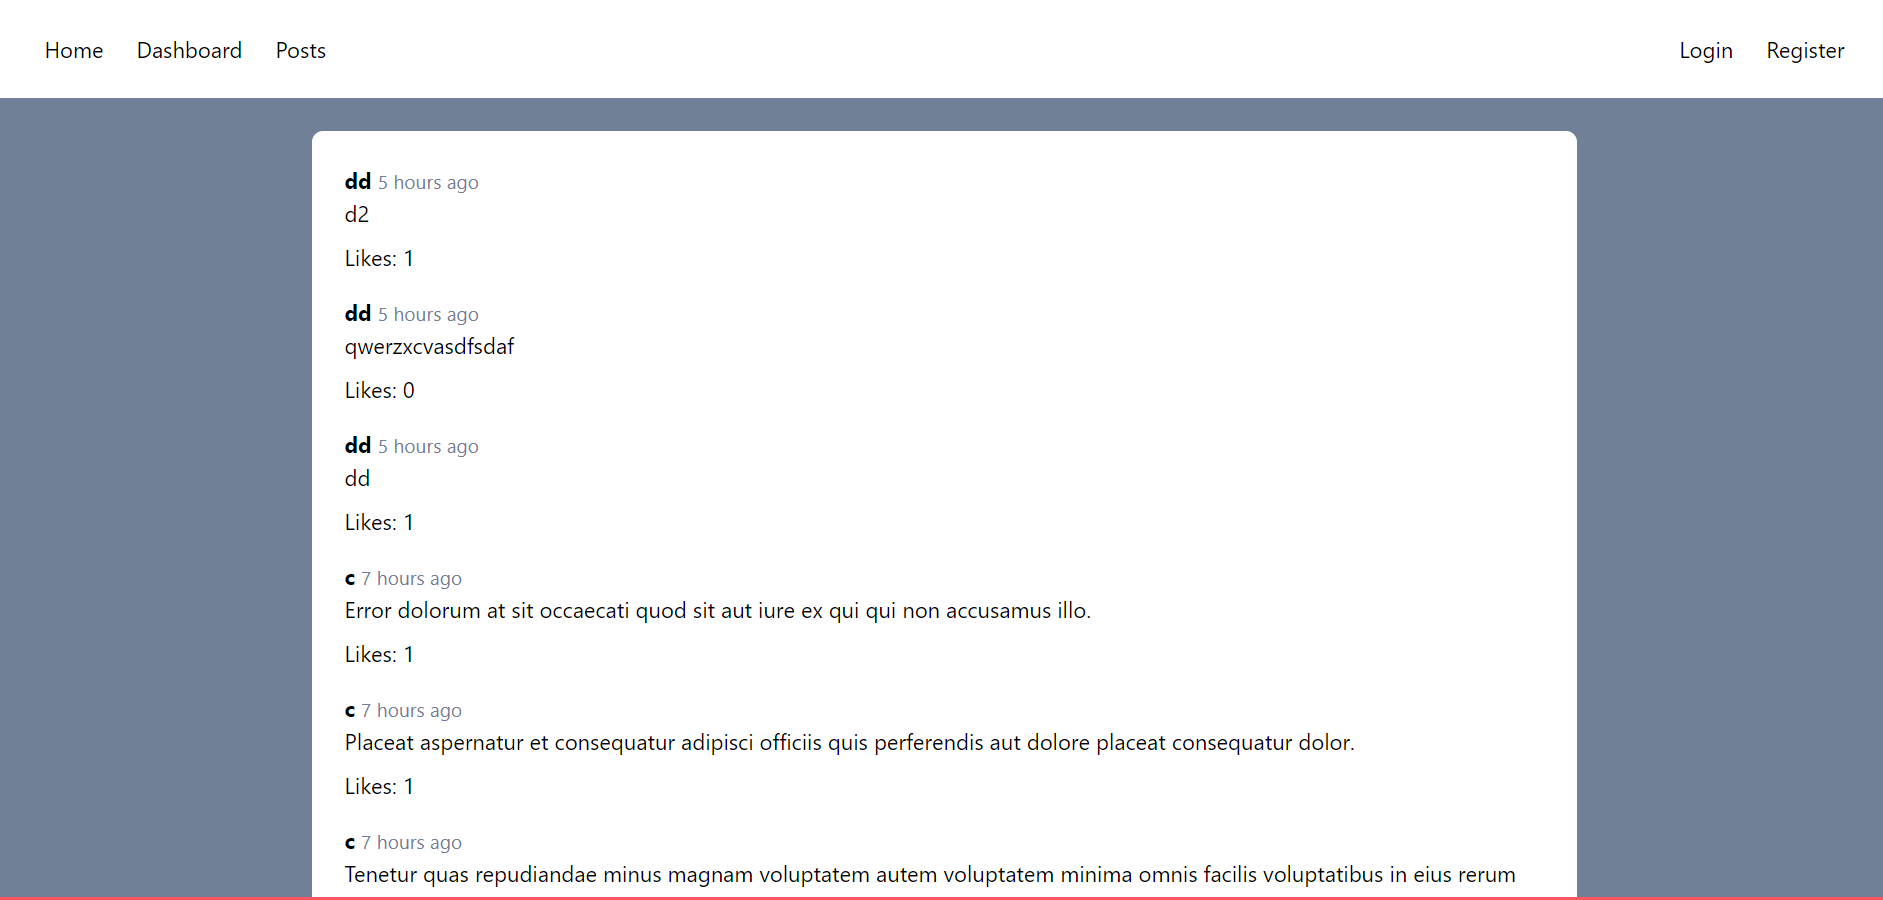 Home Dashboard Posts Login Register
dd 5 hours ago
d2
Likes: 1
dd 5 hours ago
qwerzxcvasdfsdaf
Likes: 0
dd 5 hours ago
dd
Likes: 1
c 7 hours ago
Error dolorum at sit occaecati quod sit aut iure ex qui qui non accusamus illo.
Likes: 1
c 7 hours ago
Placeat aspernatur et consequatur adipisci officiis quis perferendis aut dolore placeat consequatur dolor.
Likes: 1
c 7 hours ago
Tenetur quas repudiandae minus magnam voluptatem autem voluptatem minima omnis facilis voluptatibus in eius rerum